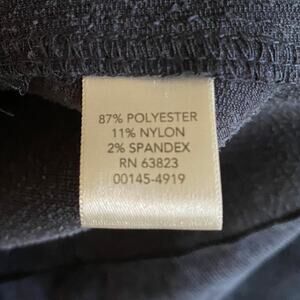 87% POLYESTER
11% NYLON
2% SPANDEX
RN 63823
00145-4919